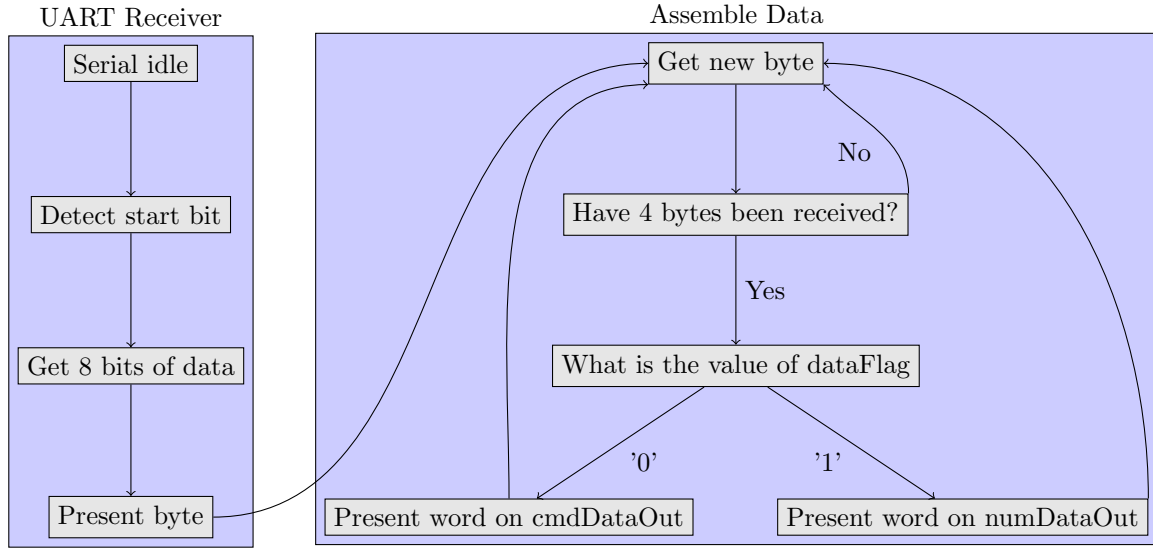 UART Receiver
Serial idle
Detect start bit
Get 8 bits of data
Present byte
Assemble Data
Get new byte
No
Have 4 bytes been received?
Yes
What is the value of dataFlag
'0'
'1'
Present word on cmdDataOut
Present word on numDataOut